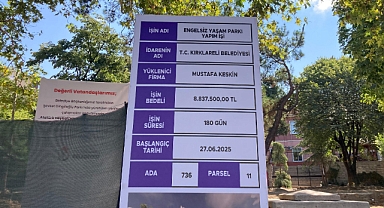 İŞİN ADI
ENGELSİZ YAŞAM PARKI
YAPIM İŞİ
İDARENİN ADI
T.C. KIRKLARELİ BELEDİYESİ
YÜKLENİCİ FİRMA
MUSTAFA KESKİN
İŞİN BEDELİ
8.837.500,00 TL
İŞİN SÜRESİ
180 GÜN
BAŞLANGIÇ TARİHİ
27.06.2025
ADA 736 PARSEL 11
Değerli Vatandaşlarımız,